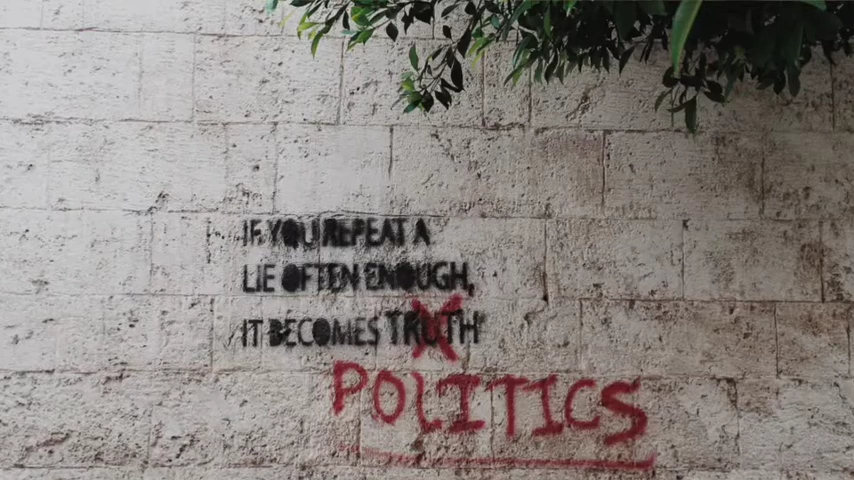 IF YOU REPEAT A
LIE OFTEN ENOUGH,
IT BECOMES TRUTH
POLITICS